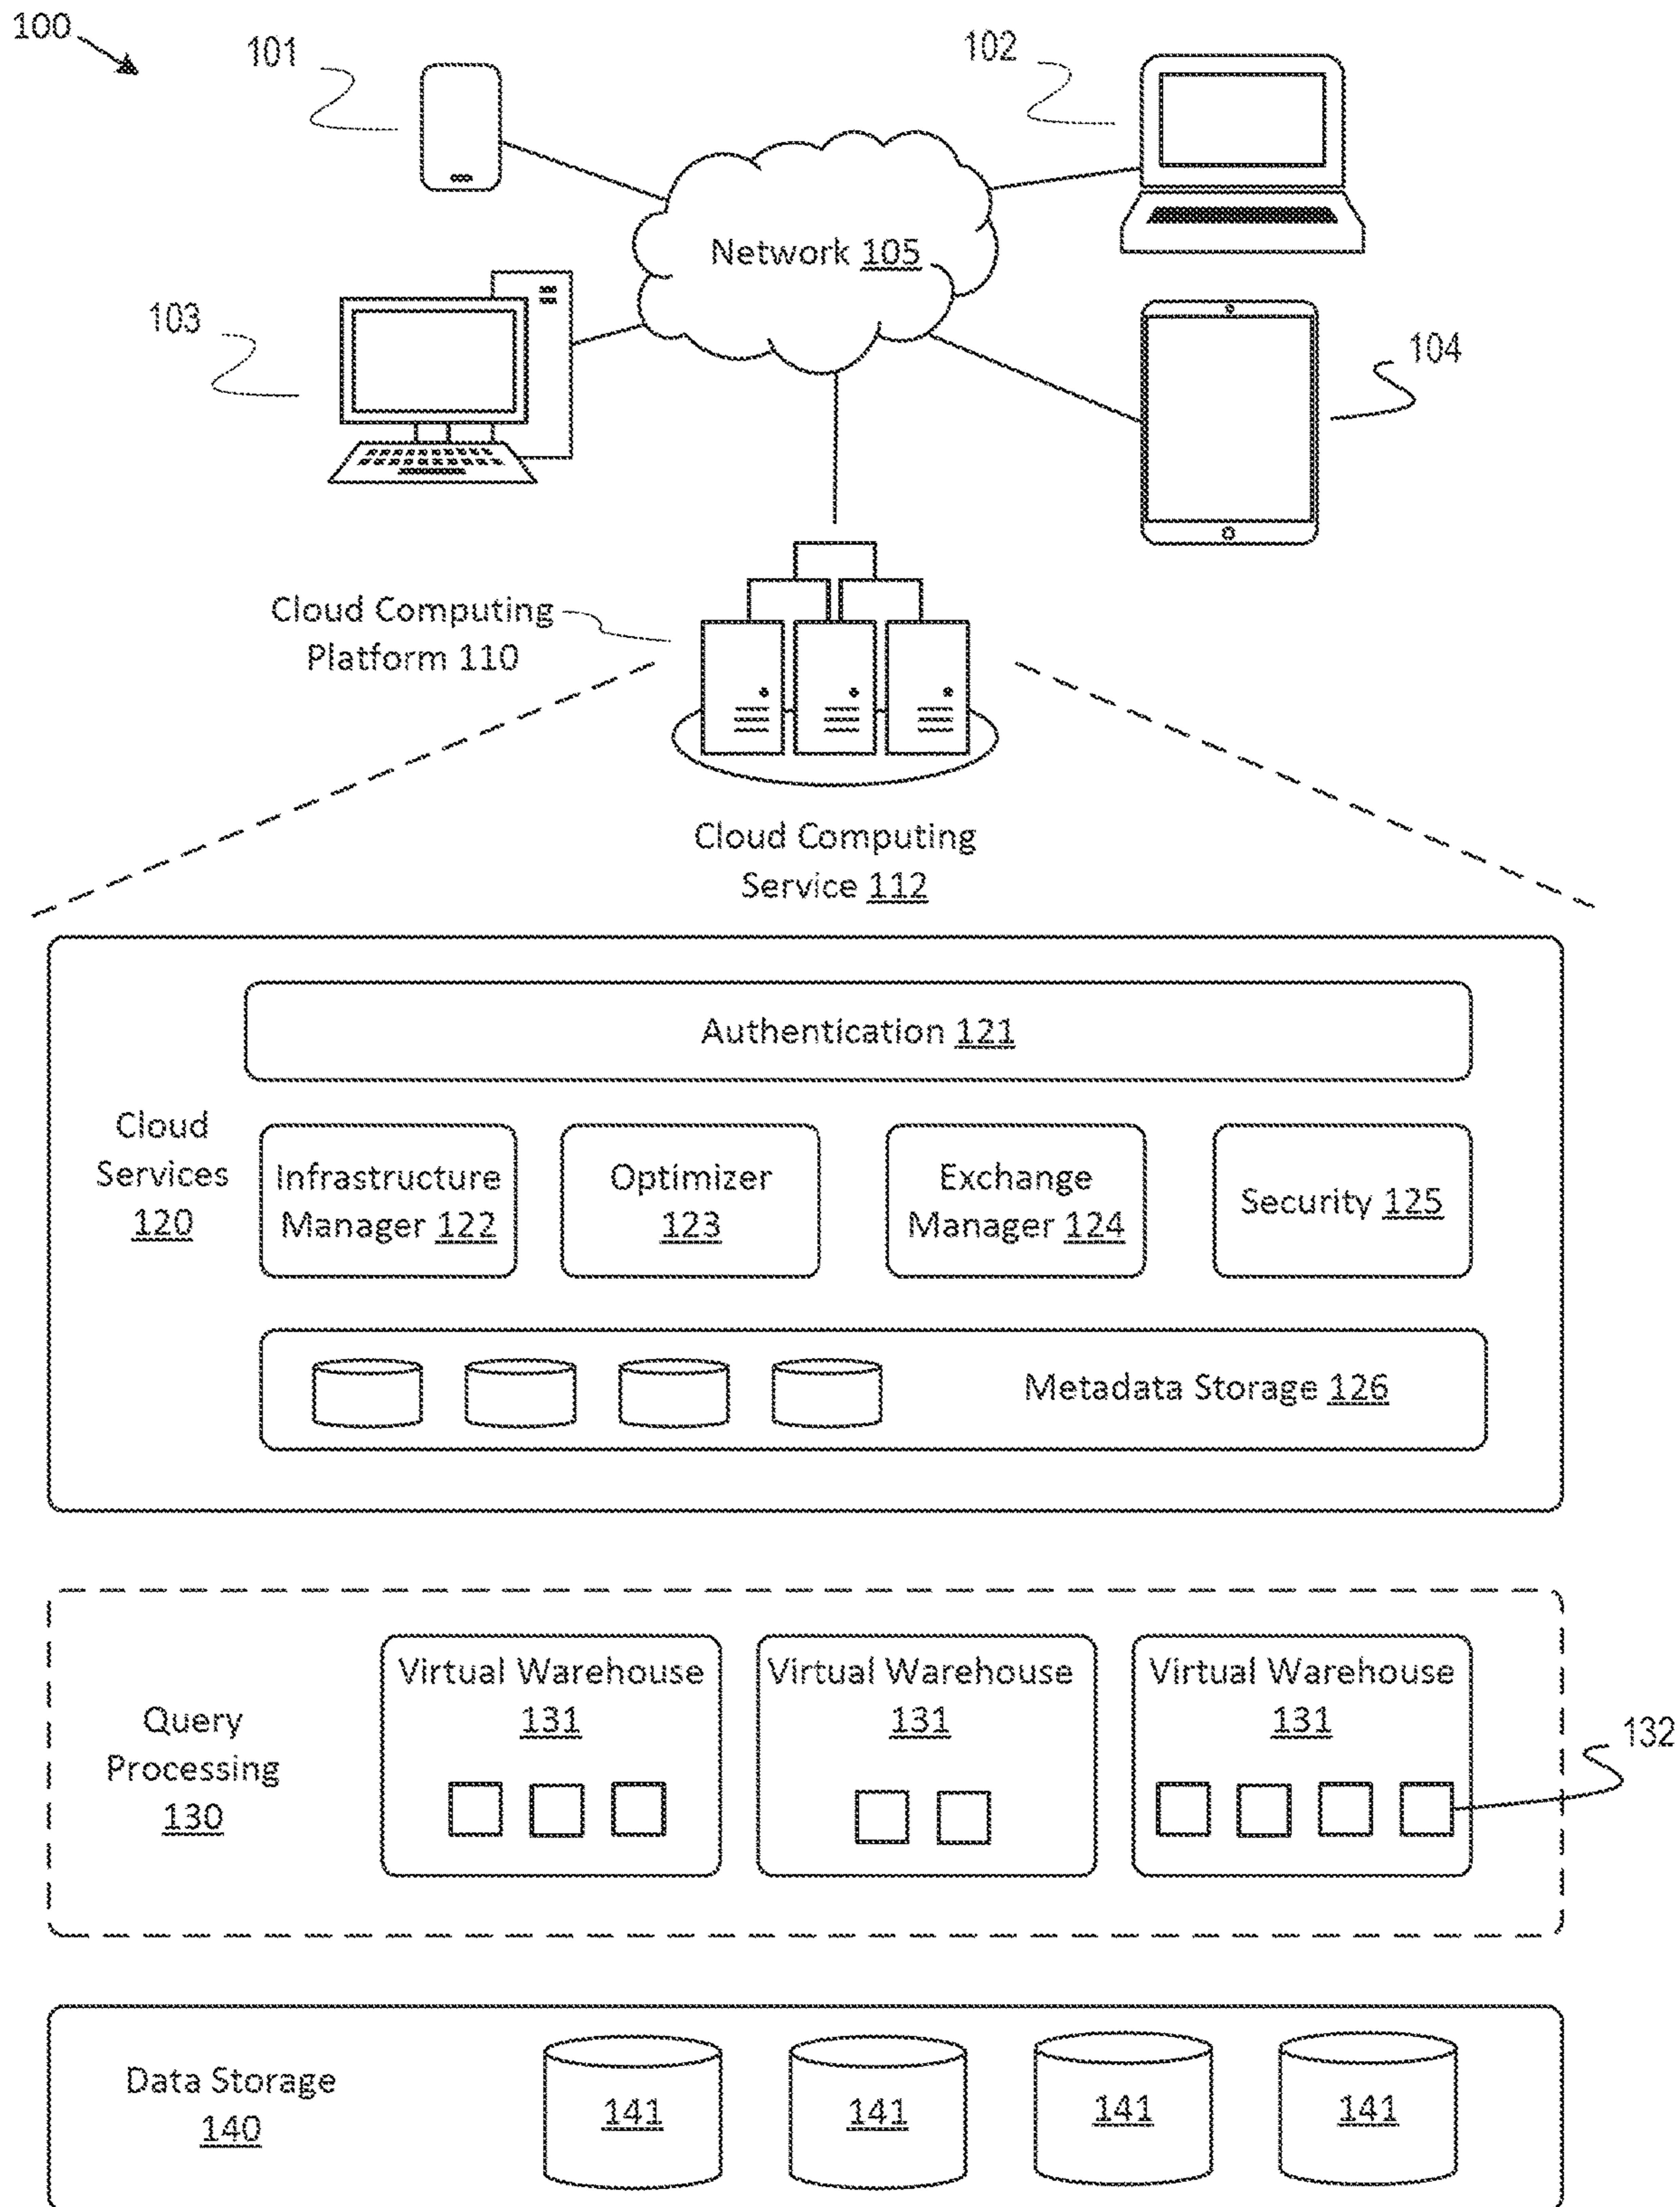 100
101
102
Network 105
103
104
Cloud Computing
Platform 110
Cloud Computing
Service 112
Authentication 121
Cloud
Services
120
Infrastructure
Manager 122
Optimizer
123
Exchange
Manager 124
Security 125
Metadata Storage 126
Query
Processing
130
Virtual Warehouse
131
Virtual Warehouse
131
Virtual Warehouse
131
132
Data Storage
140
141
141
141
141